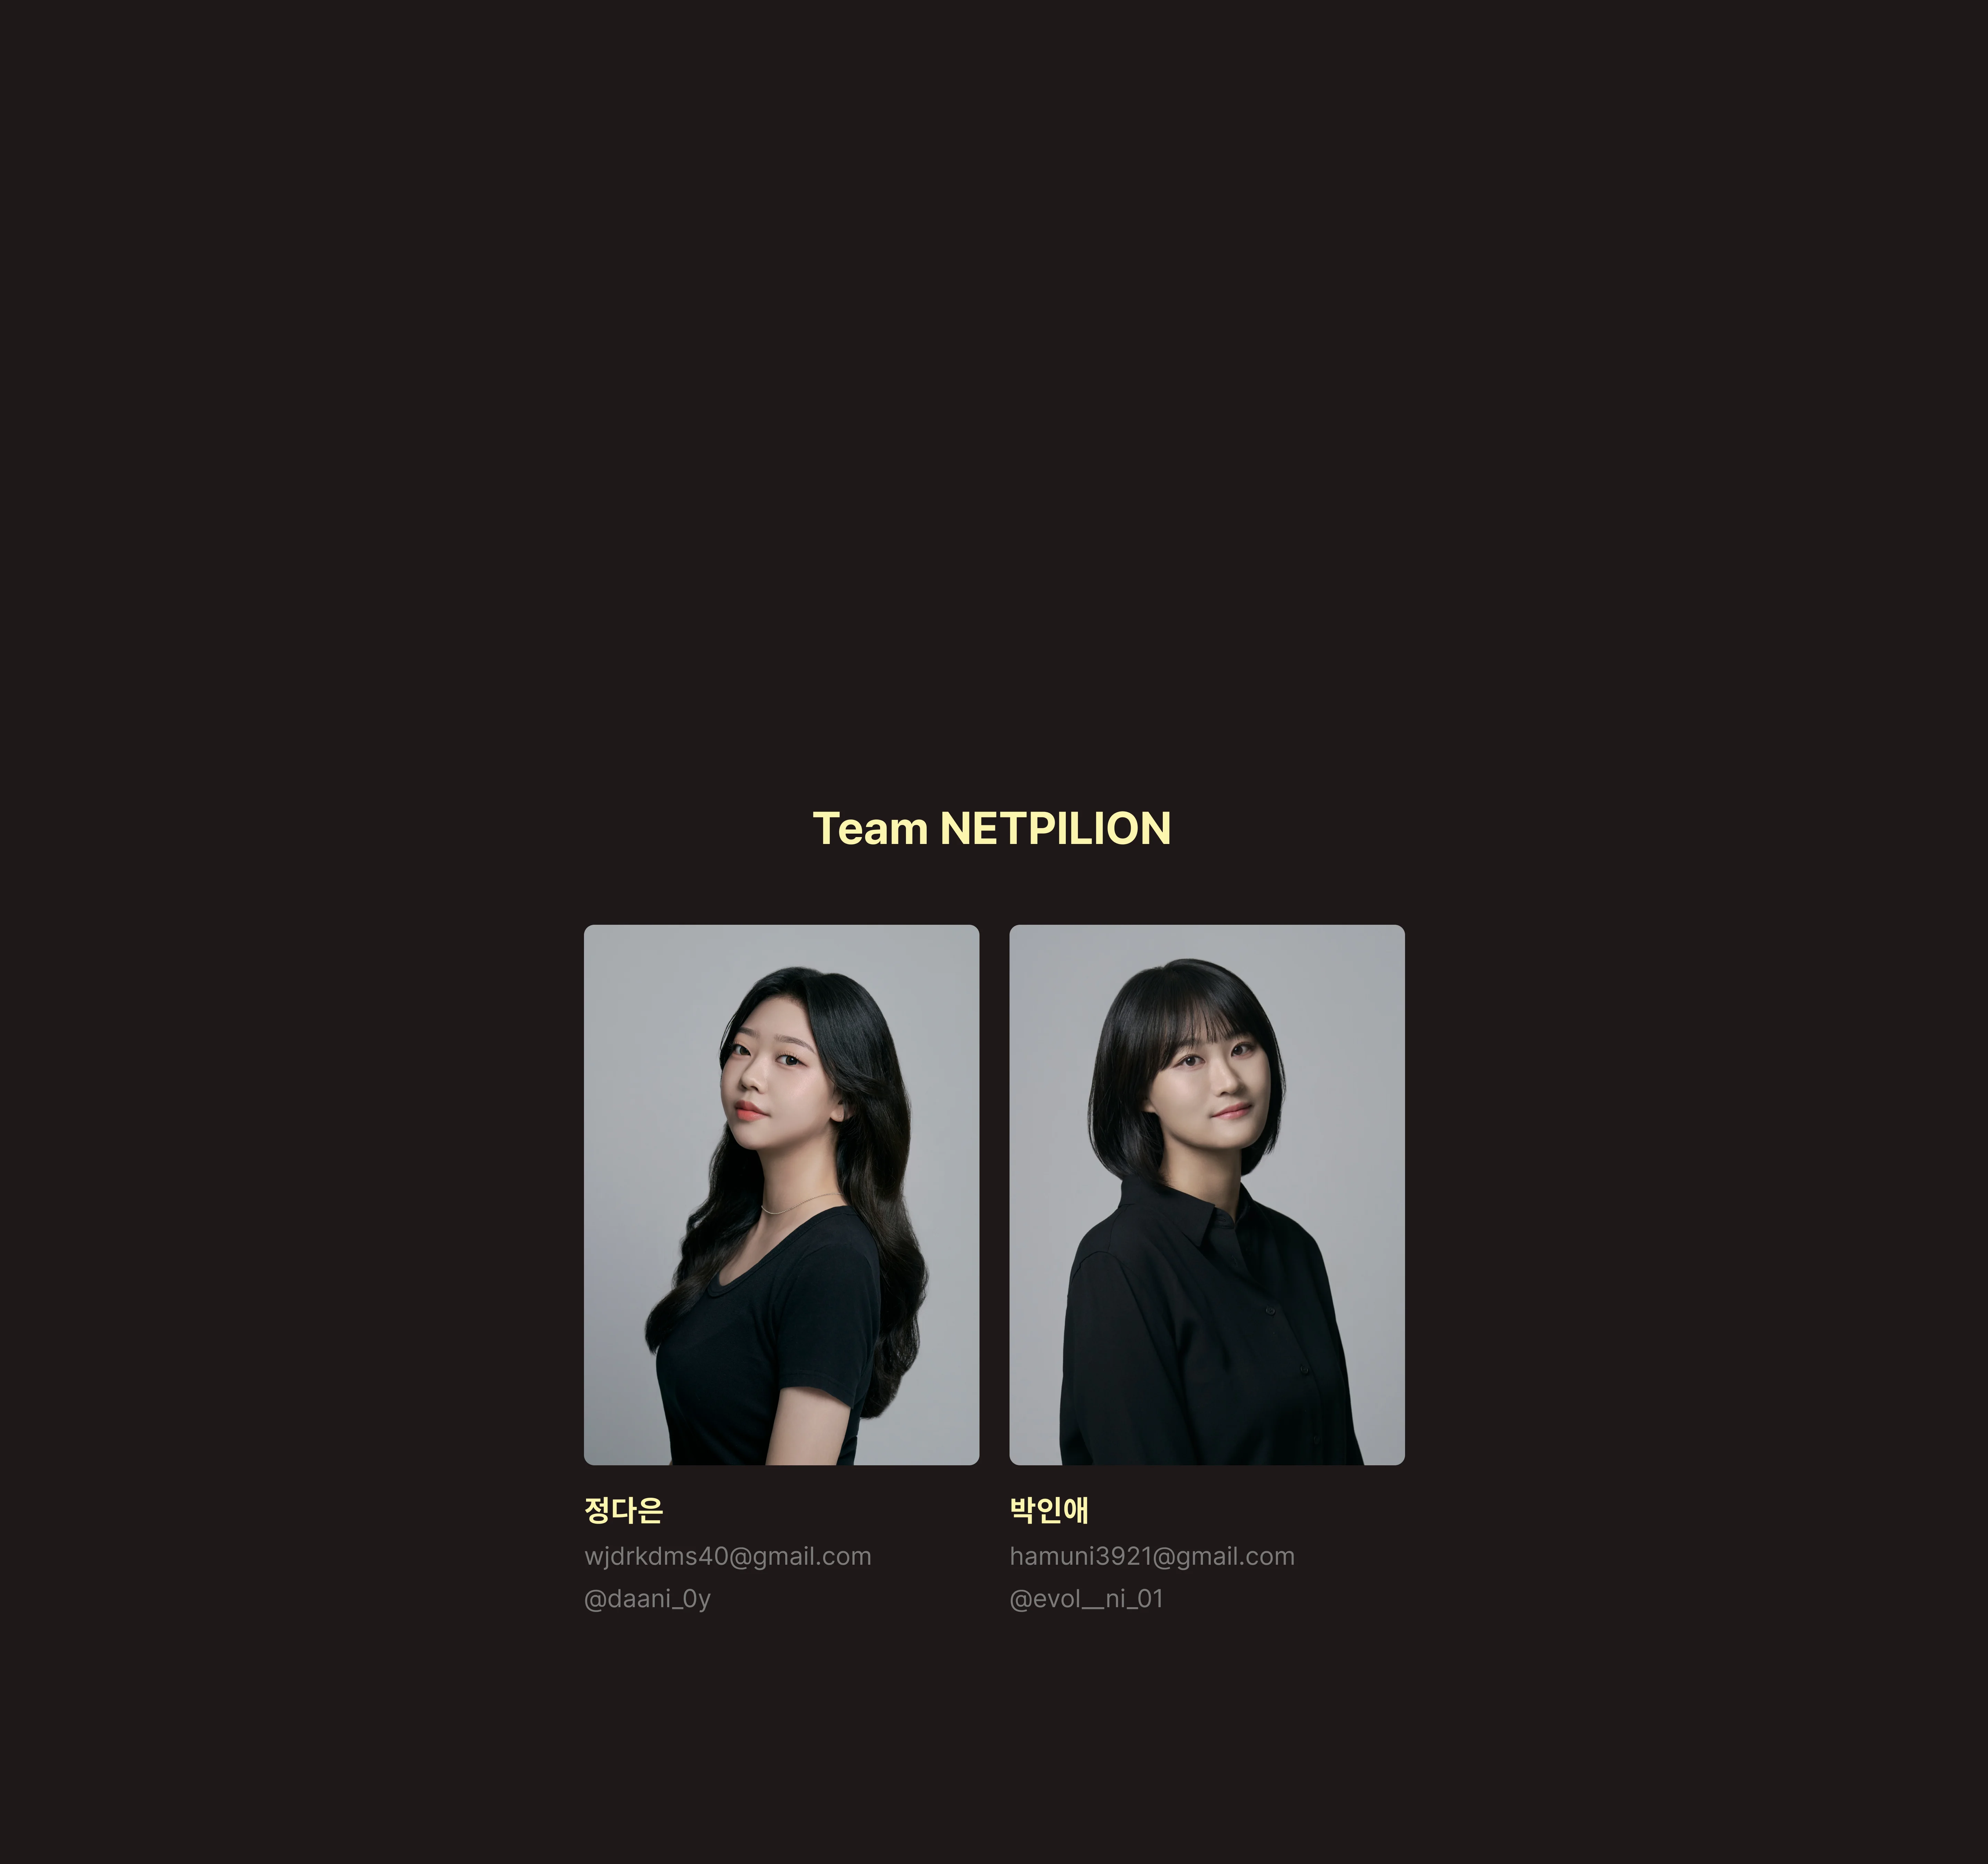 Team NETPILION
정다은
wjdrkdms40@gmail.com
@daani_0y
박인애
hamuni3921@gmail.com
@evol__ni_01